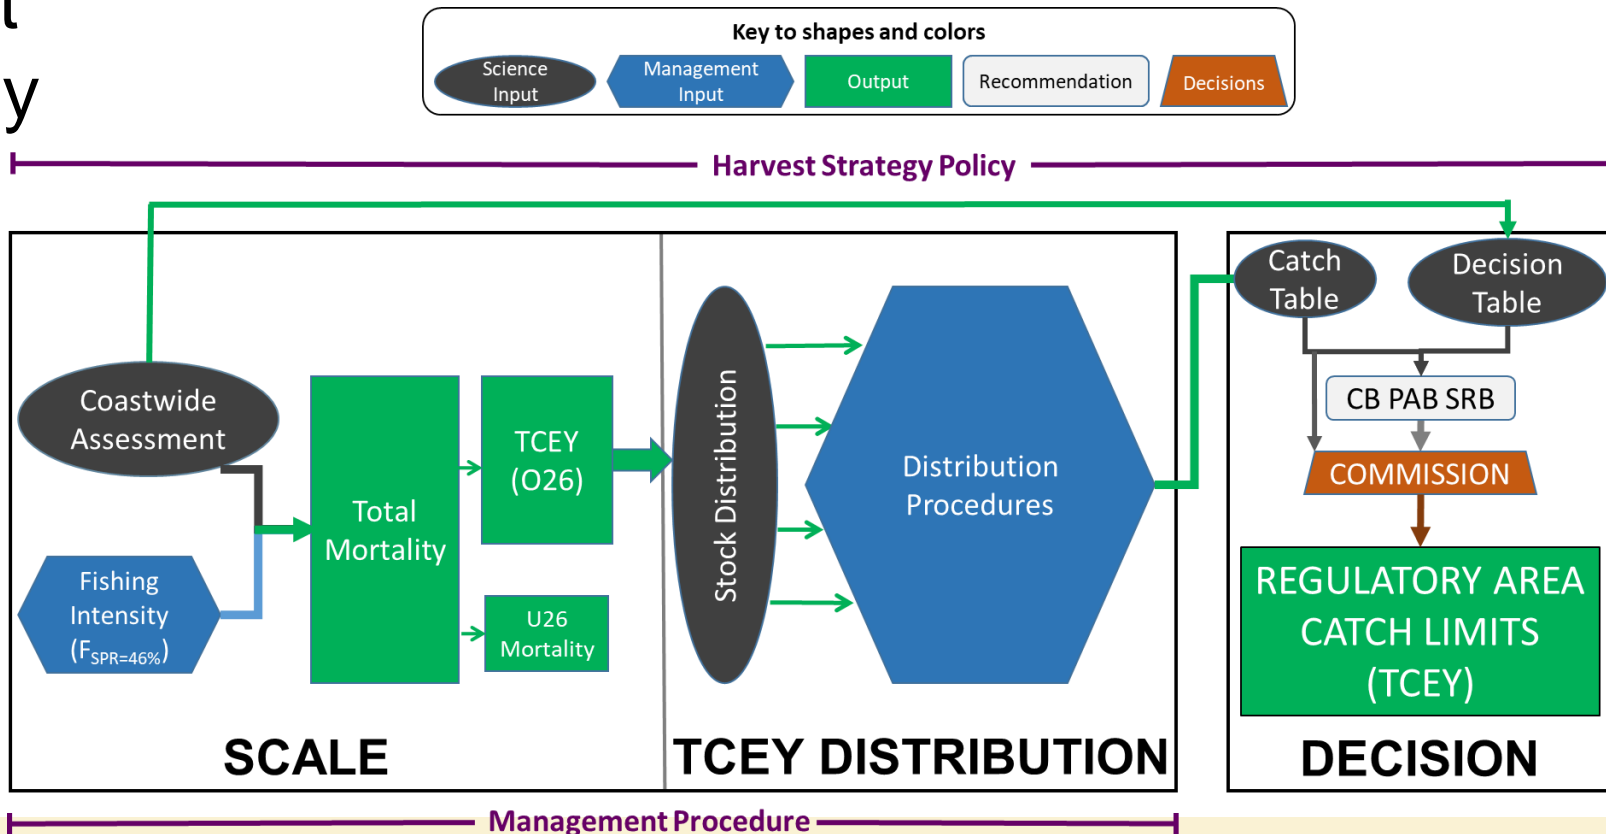 t
y
Key to shapes and colors
Science
Input
Management
Input
Output
Recommendation
Decisions
Harvest Strategy Policy
Coastwide
Assessment
Fishing
Intensity
(FSPR=46%)
Total
Mortality
TCEY
(O26)
U26
Mortality
SCALE
Stock Distribution
Distribution
Procedures
TCEY DISTRIBUTION
Catch
Table
Decision
Table
CB PAB SRB
COMMISSION
REGULATORY AREA
CATCH LIMITS
(TCEY)
DECISION
Management Procedure